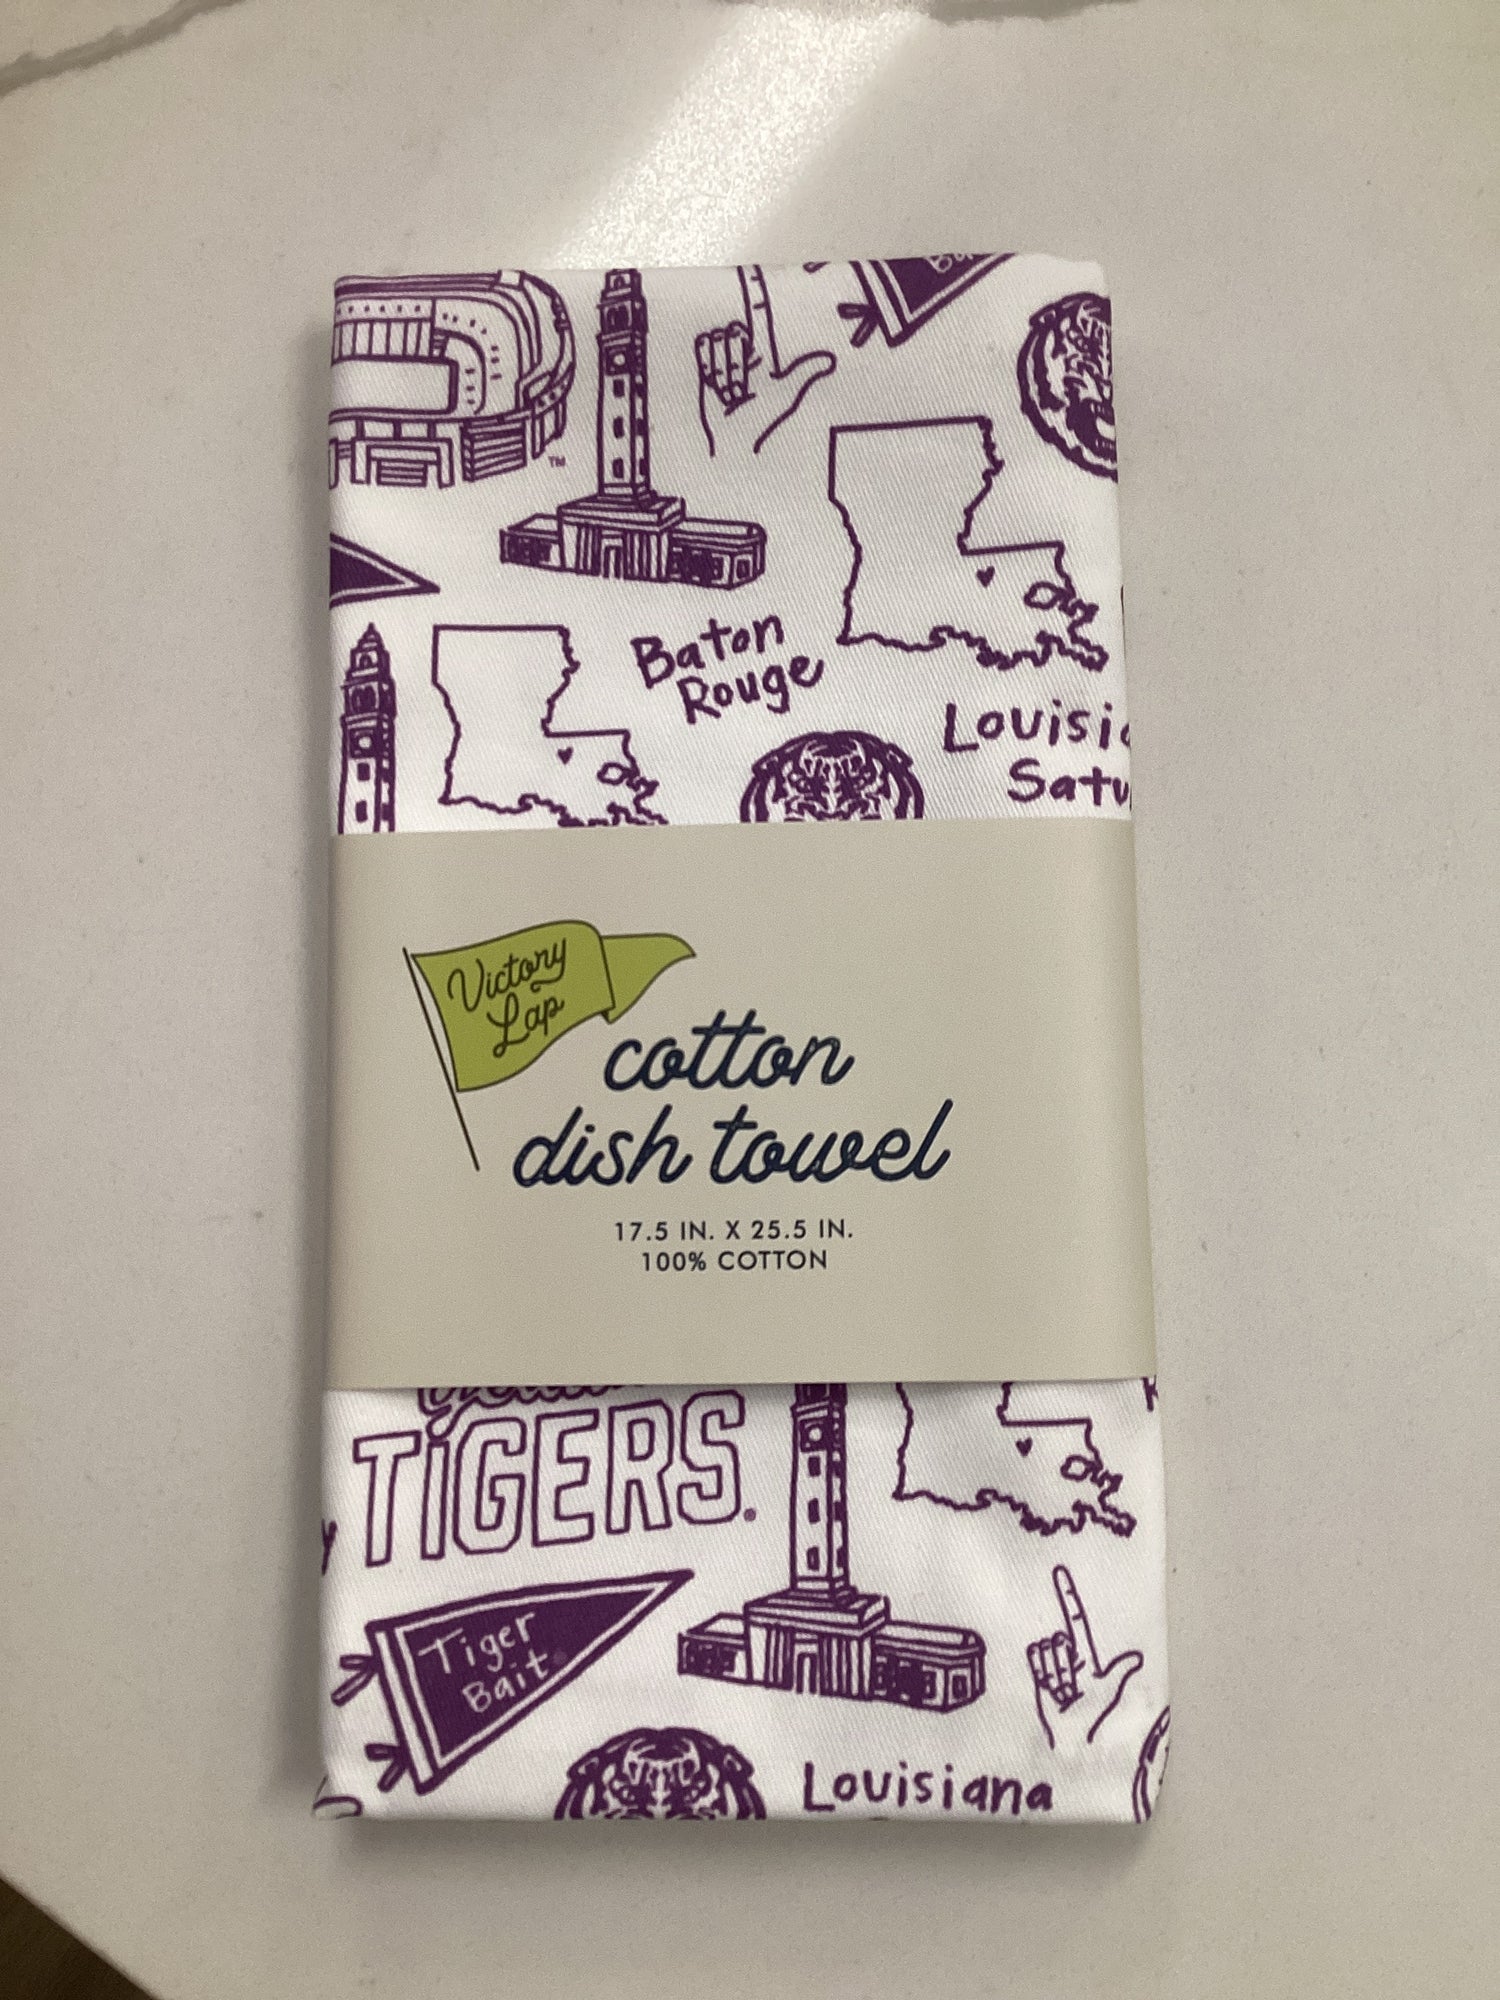 TM
Baton
Rouge
Louisi
Satu
Victory
Lap
cotton
dish towel
17.5 IN. X 25.5 IN.
100% COTTON
TIGERS®
Tiger
Bait®
Louisiana